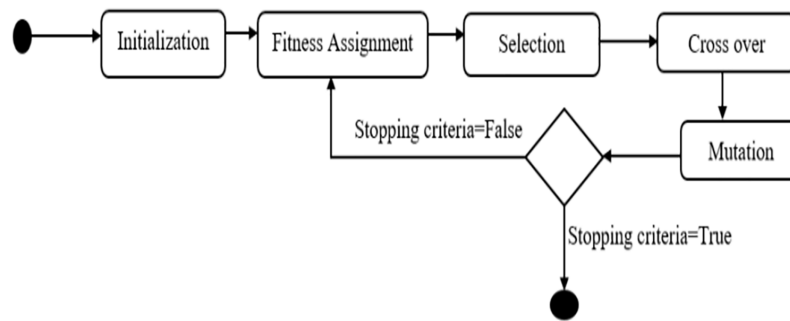 Initialization
Fitness Assignment
Selection
Cross over
Stopping criteria=False
Mutation
Stopping criteria=True